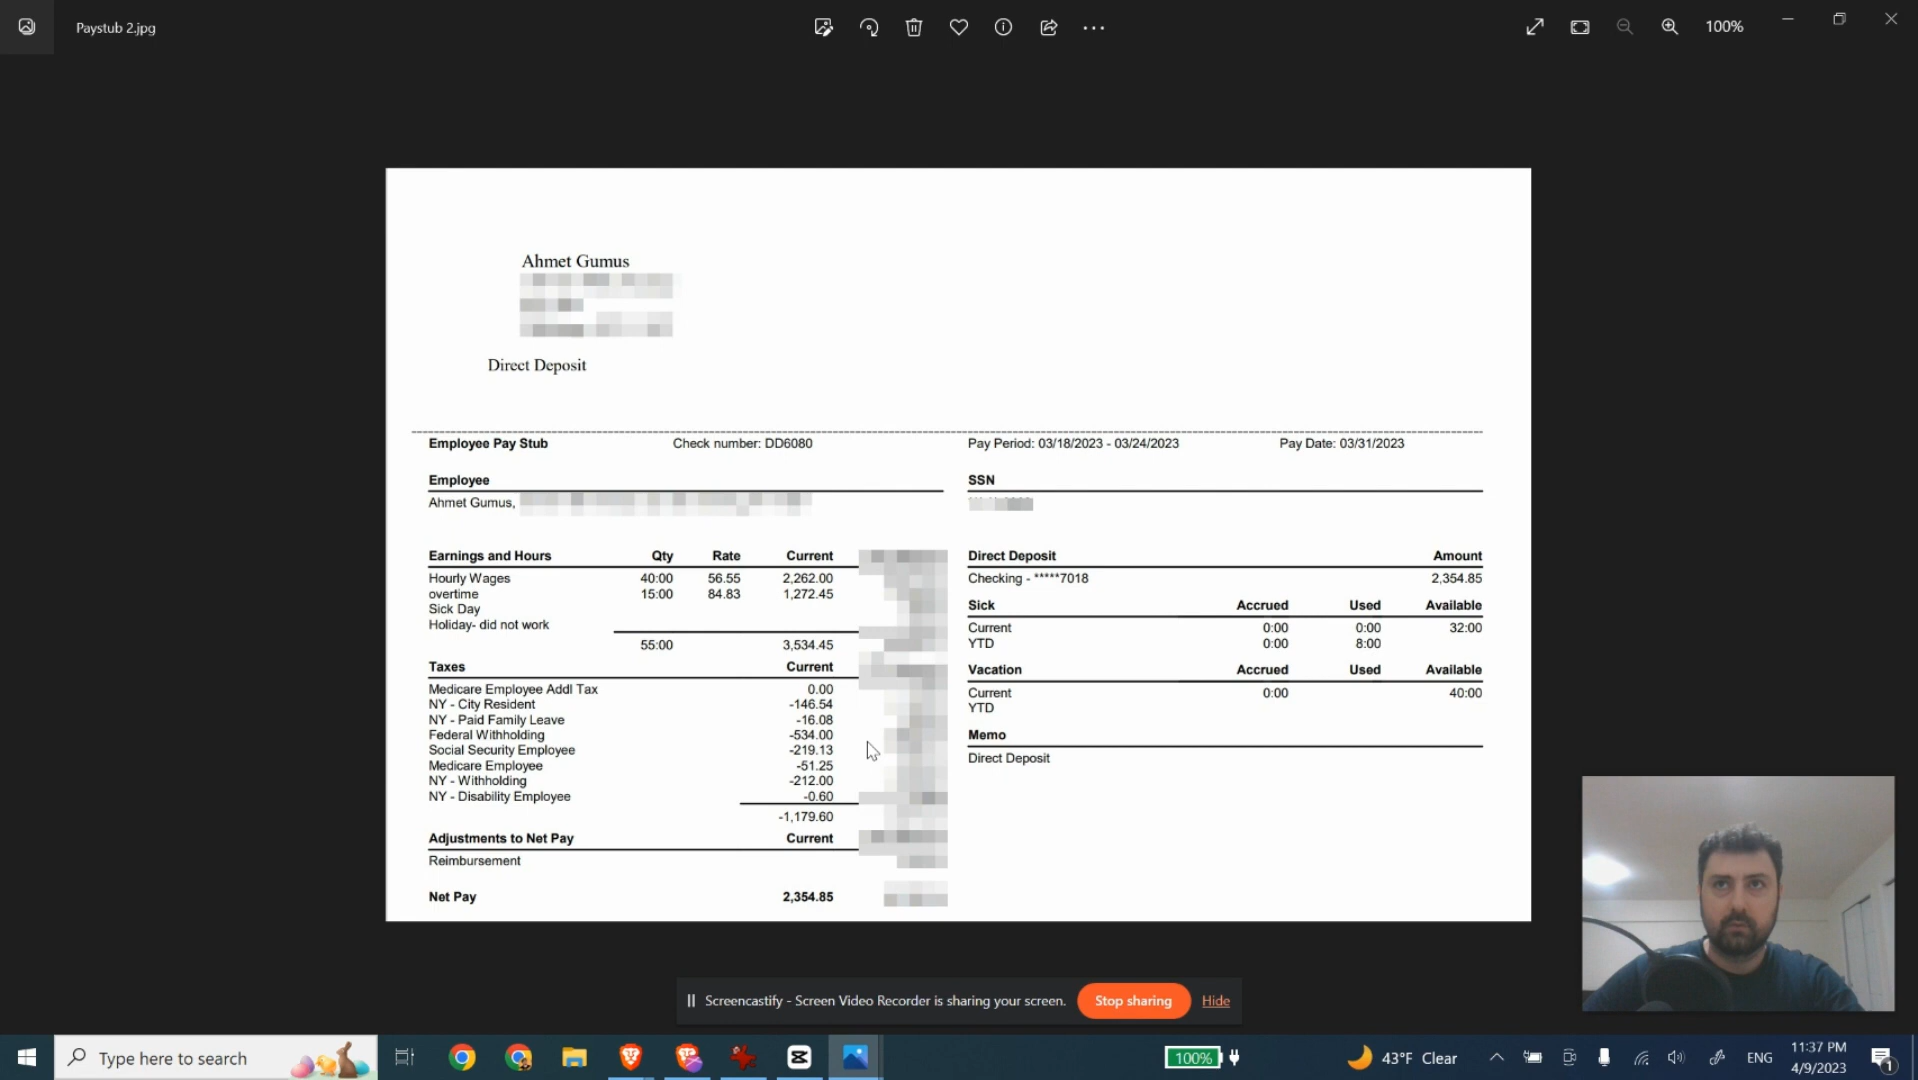 Paystub 2.jpg
100%
Ahmet Gumus
Direct Deposit
Employee Pay Stub Check number: DD6080 Pay Period: 03/18/2023 - 03/24/2023 Pay Date: 03/31/2023
Employee SSN
Ahmet Gumus,
Earnings and Hours Qty Rate Current
Hourly Wages 40:00 56.55 2,262.00
overtime 15:00 84.83 1,272.45
Sick Day
Holiday- did not work
55:00 3,534.45
Taxes Current
Medicare Employee Addl Tax 0.00
NY - City Resident -146.54
NY - Paid Family Leave -16.08
Federal Withholding -534.00
Social Security Employee -219.13
Medicare Employee -51.25
NY - Withholding -212.00
NY - Disability Employee -0.60
-1,179.60
Adjustments to Net Pay Current
Reimbursement
Net Pay 2,354.85
Direct Deposit Amount
Checking - *****7018 2,354.85
Sick Accrued Used Available
Current 0:00 0:00 32:00
YTD 0:00 8:00
Vacation Accrued Used Available
Current 0:00 40:00
YTD
Memo
Direct Deposit
Screencastify - Screen Video Recorder is sharing your screen. Stop sharing Hide
Type here to search 100% 43°F Clear ENG 11:37 PM
4/9/2023 1